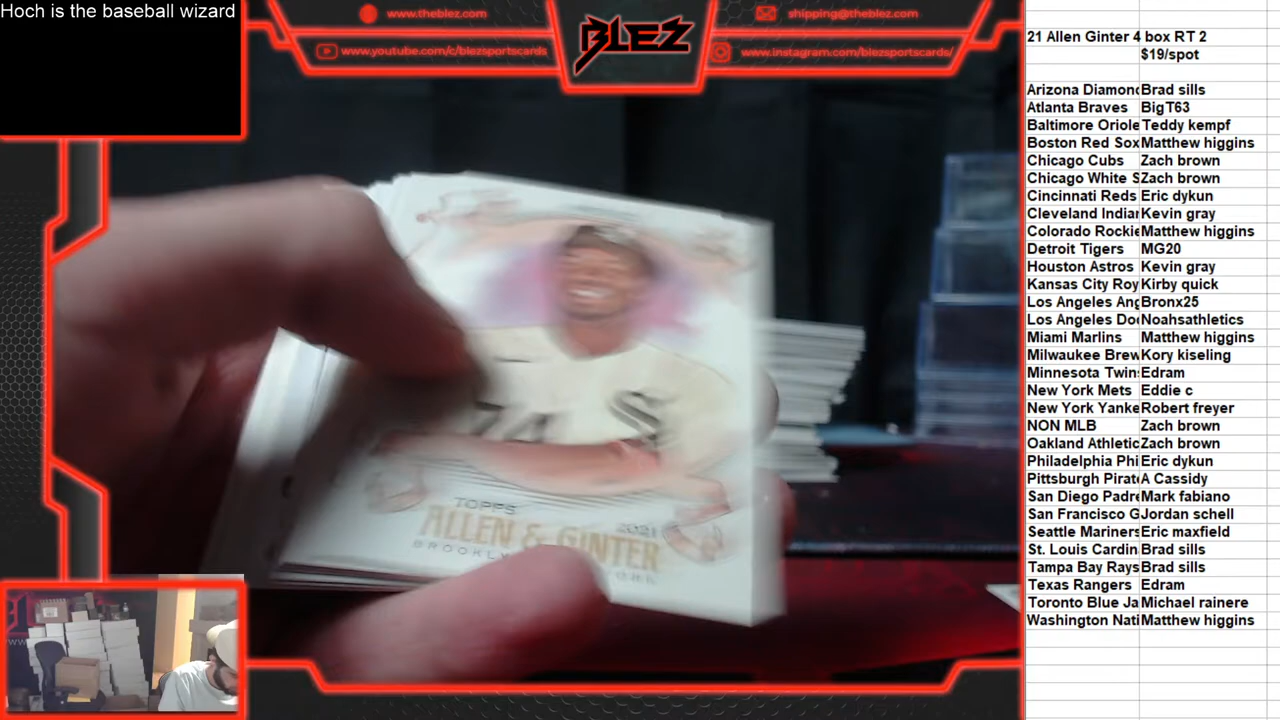 Hoch is the baseball wizard
www.theblez.com
shipping@theblez.com
BLEZ
www.youtube.com/c/blezsportscards
www.instagram.com/blezsportscards/
74
TOPPS 2021
ALLEN & GINTER
21 Allen Ginter 4 box RT 2
$19/spot
Arizona Diamond Brad sills
Atlanta Braves BigT63
Baltimore Oriole Teddy kempf
Boston Red Sox Matthew higgins
Chicago Cubs Zach brown
Chicago White S Zach brown
Cincinnati Reds Eric dykun
Cleveland Indian Kevin gray
Colorado Rockie Matthew higgins
Detroit Tigers MG20
Houston Astros Kevin gray
Kansas City Roy Kirby quick
Los Angeles Ang Bronx25
Los Angeles Dod Noahsathletics
Miami Marlins Matthew higgins
Milwaukee Brew Kory kiseling
Minnesota Twins Edram
New York Mets Eddie c
New York Yanke Robert freyer
NON MLB Zach brown
Oakland Athletic Zach brown
Philadelphia Phi Eric dykun
Pittsburgh Pirate A Cassidy
San Diego Padre Mark fabiano
San Francisco G Jordan schell
Seattle Mariners Eric maxfield
St. Louis Cardin Brad sills
Tampa Bay Rays Brad sills
Texas Rangers Edram
Toronto Blue Ja Michael rainere
Washington Nati Matthew higgins